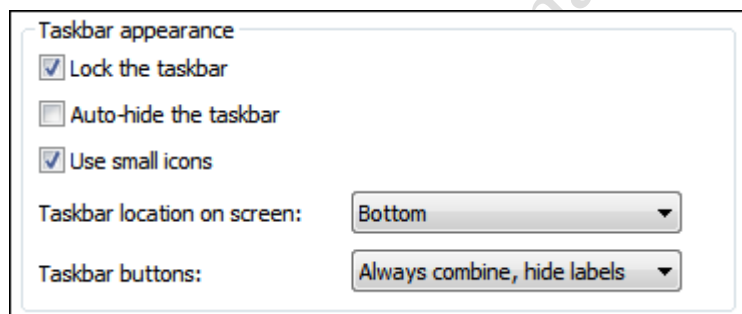 Taskbar appearance
Lock the taskbar
Auto-hide the taskbar
Use small icons
Taskbar location on screen: Bottom
Taskbar buttons: Always combine, hide labels